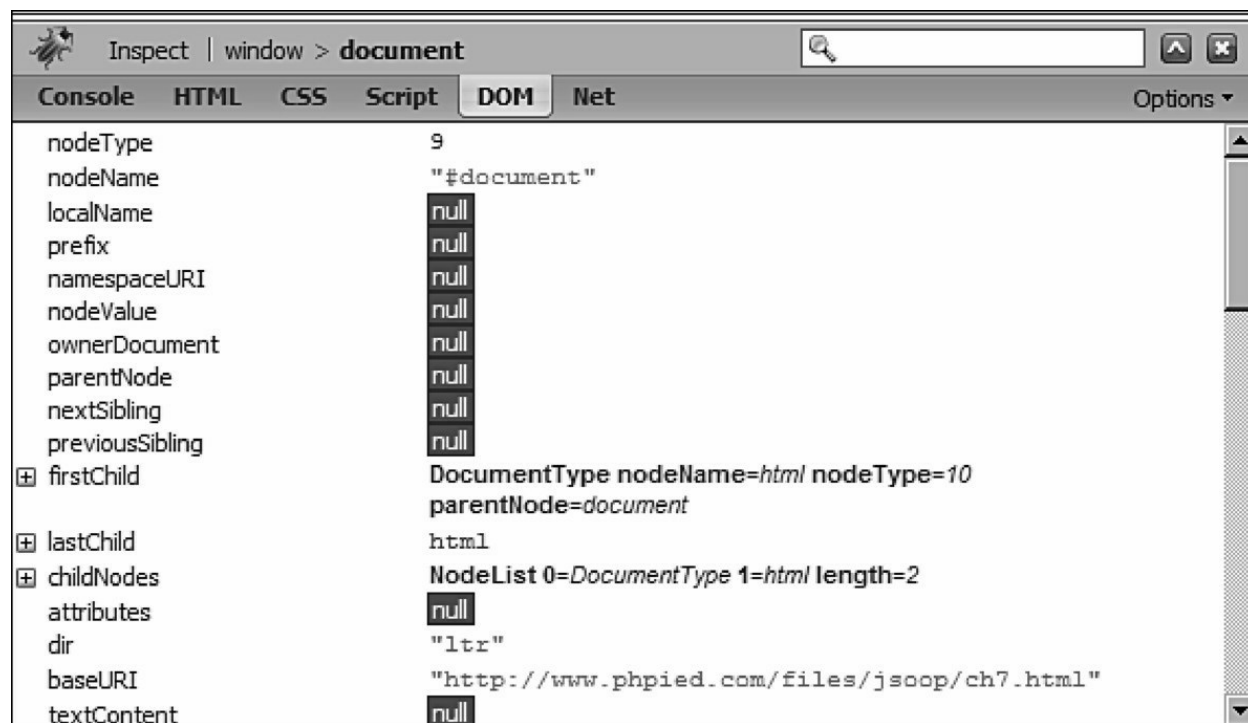 Inspect | window > document
Console HTML CSS Script DOM Net Options
nodeType 9
nodeName "#document"
localName null
prefix null
namespaceURI null
nodeValue null
ownerDocument null
parentNode null
nextSibling null
previousSibling null
firstChild DocumentType nodeName=html nodeType=10
parentNode=document
lastChild html
childNodes NodeList 0=DocumentType 1=html length=2
attributes null
dir "ltr"
baseURI "http://www.phpied.com/files/jsoop/ch7.html"
textContent null